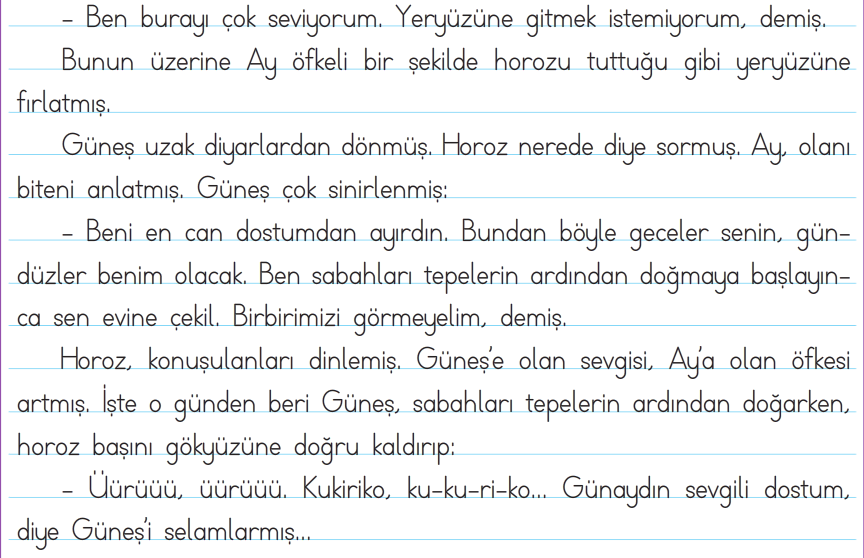 – Ben burayı çok seviyorum. Yeryüzüne gitmek istemiyorum, demiş.
Bunun üzerine Ay öfkeli bir şekilde horozu tuttuğu gibi yeryüzüne
fırlatmış.
Güneş uzak diyarlardan dönmüş. Horoz nerede diye sormuş. Ay, olanı
biteni anlatmış. Güneş çok sinirlenmiş:
– Beni en can dostumdan ayırdın. Bundan böyle geceler senin, gün-
düzler benim olacak. Ben sabahları tepelerin ardından doğmaya başlayın-
ca sen evine çekil. Birbirimizi görmeyelim, demiş.
Horoz, konuşulanları dinlemiş. Güneş’e olan sevgisi, Ay’a olan öfkesi
artmış. İşte o günden beri Güneş, sabahları tepelerin ardından doğarken,
horoz başını gökyüzüne doğru kaldırıp:
– Üürüüü, üürüüü. Kukiriko, ku-ku-ri-ko... Günaydın sevgili dostum,
diye Güneş’i selamlarmış...